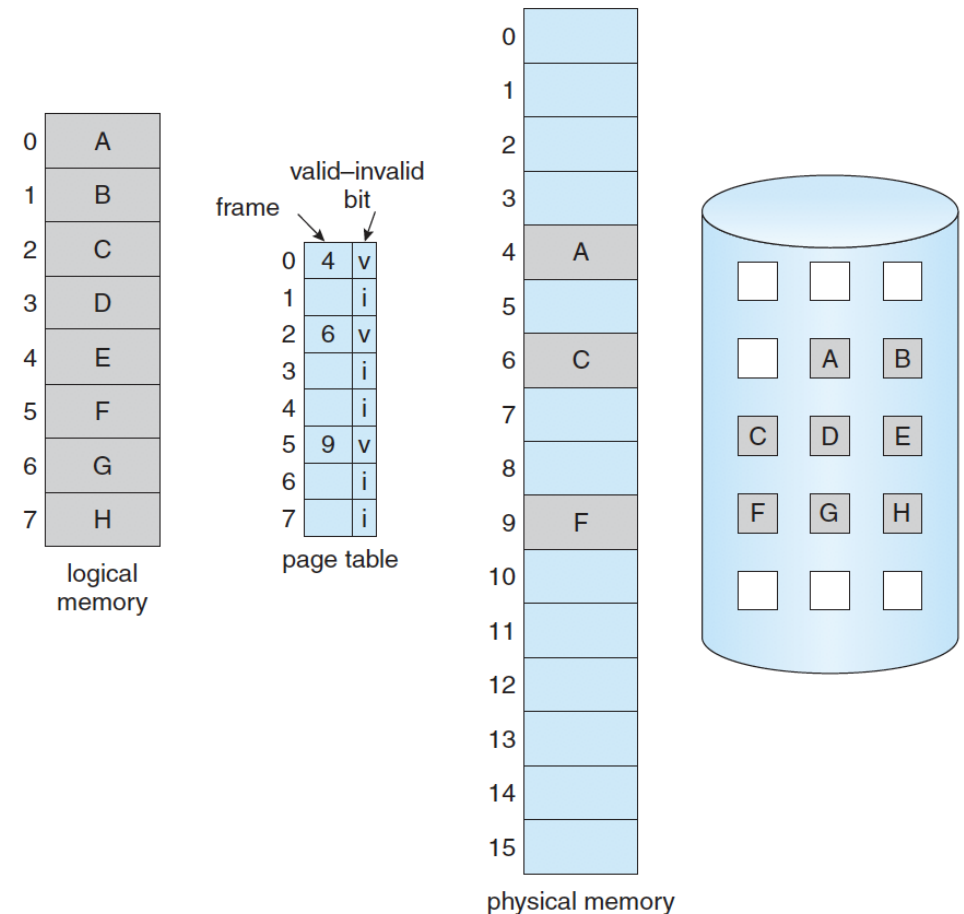 0 A
1 B
2 C
3 D
4 E
5 F
6 G
7 H
logical
memory
valid–invalid
bit
frame
0 4 v
1 i
2 6 v
3 i
4 i
5 9 v
6 i
7 i
page table
0
1
2
3
4 A
5
6 C
7
8
9 F
10
11
12
13
14
15
physical memory
A B
C D E
F G H